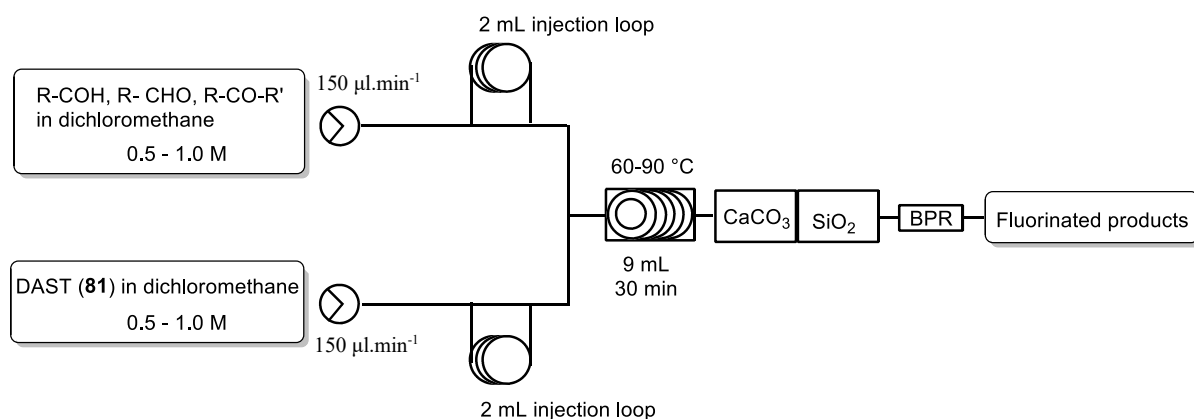 2 mL injection loop
R-COH, R- CHO, R-CO-R'
in dichloromethane
0.5 - 1.0 M
150 µl.min⁻¹
60-90 °C
CaCO₃
SiO₂
BPR
Fluorinated products
9 mL
30 min
DAST (81) in dichloromethane
0.5 - 1.0 M
150 µl.min⁻¹
2 mL injection loop